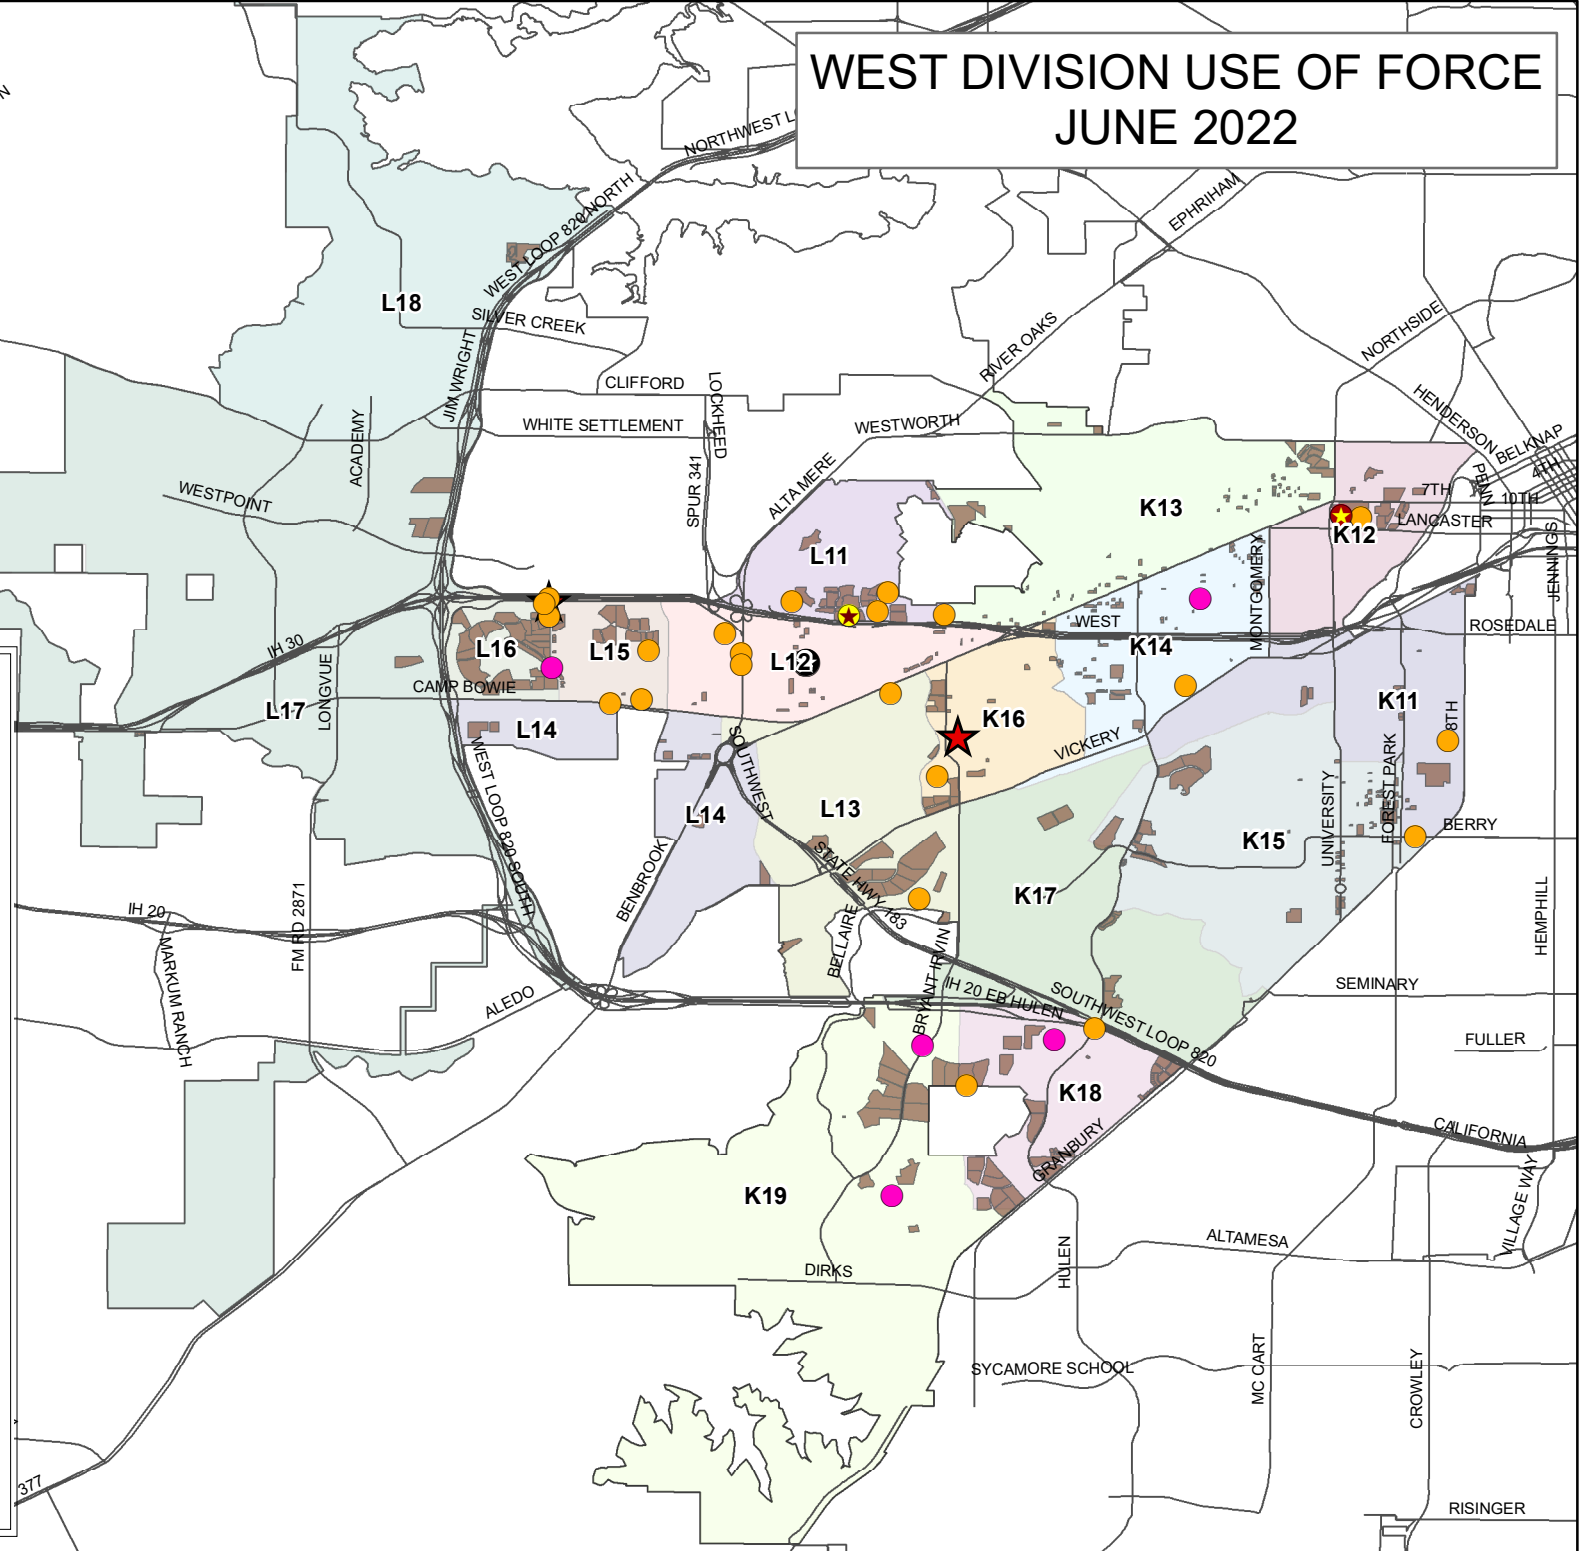 WEST DIVISION USE OF FORCE
JUNE 2022
NORTHWEST L
EPHRIHAM
WEST LOOP 820 NORTH
L18
SILVER CREEK
JIM WRIGHT
RIVER OAKS
NORTHSIDE
CLIFFORD
LOCKHEED
WHITE SETTLEMENT
WESTWORTH
HENDERSON
BELKNAP
ACADEMY
WESTPOINT
SPUR 341
ALTA MERE
PENN
4TH
7TH
10TH
K13
LANCASTER
K12
JENNINGS
L11
MONTGOMERY
WEST
ROSEDALE
IH 30
L16
L15
L12
K14
CAMP BOWIE
LONGVUE
L17
L14
K16
K11
8TH
VICKERY
SOUTHWEST
WEST LOOP 820 SOUTH
L14
L13
UNIVERSITY
FOREST PARK
BERRY
K15
BENBROOK
STATE HWY 183
K17
IH 20
FM RD 2871
MARKUM RANCH
BELLAIRE
BRYANT IRVIN
HEMPHILL
ALEDO
IH 20 EB HULEN
SOUTHWEST LOOP 820
SEMINARY
FULLER
K18
CALIFORNIA
GRANBURY
K19
VILLAGE WAY
ALTAMESA
HULEN
DIRKS
SYCAMORE SCHOOL
MC CART
CROWLEY
377
RISINGER